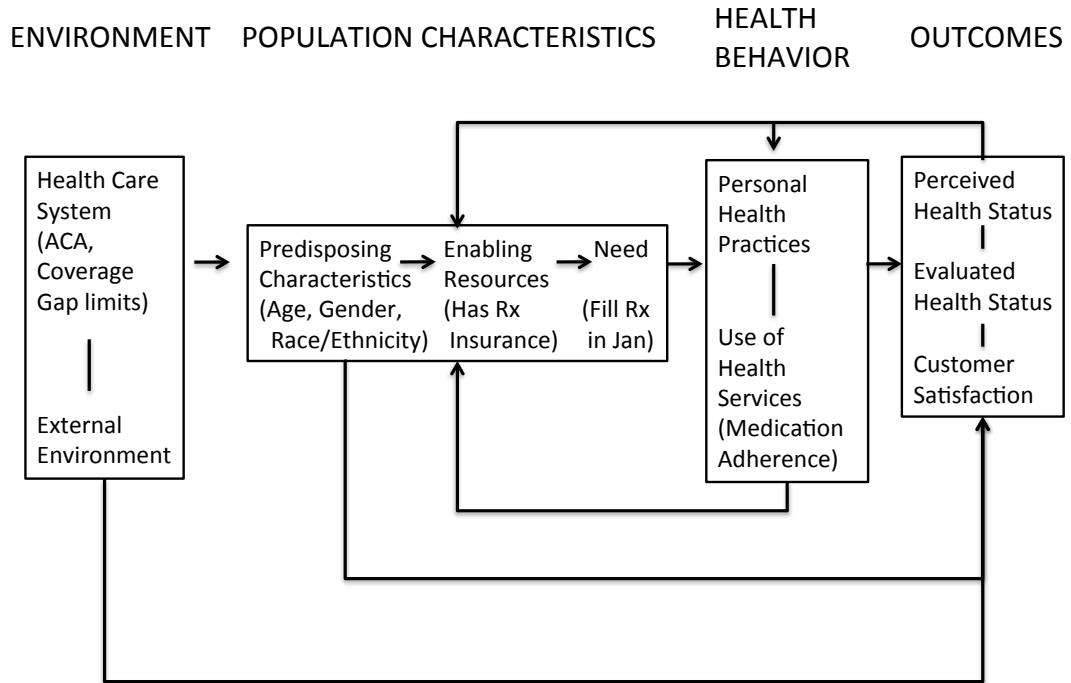 ENVIRONMENT
POPULATION CHARACTERISTICS
HEALTH
BEHAVIOR
OUTCOMES
Health Care
System
(ACA,
Coverage
Gap limits)
External
Environment
Predisposing
Characteristics
(Age, Gender,
Race/Ethnicity)
Enabling
Resources
(Has Rx
Insurance)
Need
(Fill Rx
in Jan)
Personal
Health
Practices
Use of
Health
Services
(Medication
Adherence)
Perceived
Health Status
Evaluated
Health Status
Customer
Satisfaction